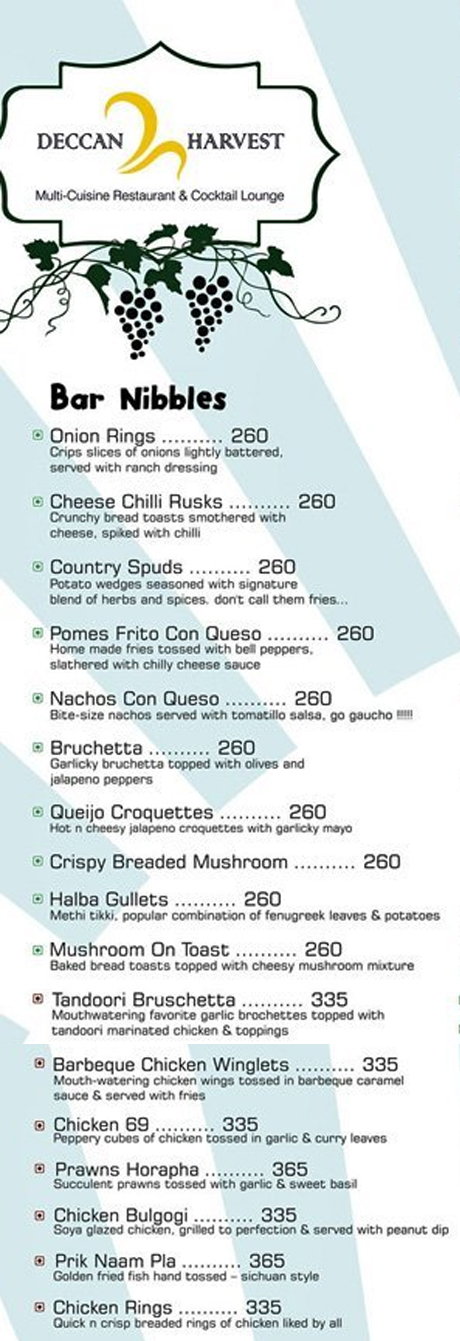 DECCAN HARVEST
Multi-Cuisine Restaurant & Cocktail Lounge
Bar Nibbles
Onion Rings .......... 260
Crips slices of onions lightly battered,
served with ranch dressing
Cheese Chilli Rusks .......... 260
Crunchy bread toasts smothered with
cheese, spiked with chilli
Country Spuds .......... 260
Potato wedges seasoned with signature
blend of herbs and spices. don't call them fries...
Pomes Frito Con Queso .......... 260
Home made fries tossed with bell peppers,
slathered with chilly cheese sauce
Nachos Con Queso .......... 260
Bite-size nachos served with tomatillo salsa, go gaucho !!!!!!
Bruchetta .......... 260
Garlicky bruchetta topped with olives and
jalapeno peppers
Queijo Croquettes .......... 260
Hot n cheesy jalapeno croquettes with garlicky mayo
Crispy Breaded Mushroom .......... 260
Halba Gullets .......... 260
Methi tikki, popular combination of fenugreek leaves & potatoes
Mushroom On Toast .......... 260
Baked bread toasts topped with cheesy mushroom mixture
Tandoori Bruschetta .......... 335
Mouthwatering favorite garlic brochettes topped with
tandoori marinated chicken & toppings
Barbeque Chicken Winglets .......... 335
Mouth-watering chicken wings tossed in barbeque caramel
sauce & served with fries
Chicken 69 .......... 335
Peppery cubes of chicken tossed in garlic & curry leaves
Prawns Horapha .......... 365
Succulent prawns tossed with garlic & sweet basil
Chicken Bulgogi .......... 335
Soya glazed chicken, grilled to perfection & served with peanut dip
Prik Naam Pla .......... 365
Golden fried fish hand tossed – sichuan style
Chicken Rings .......... 335
Quick n crisp breaded rings of chicken liked by all